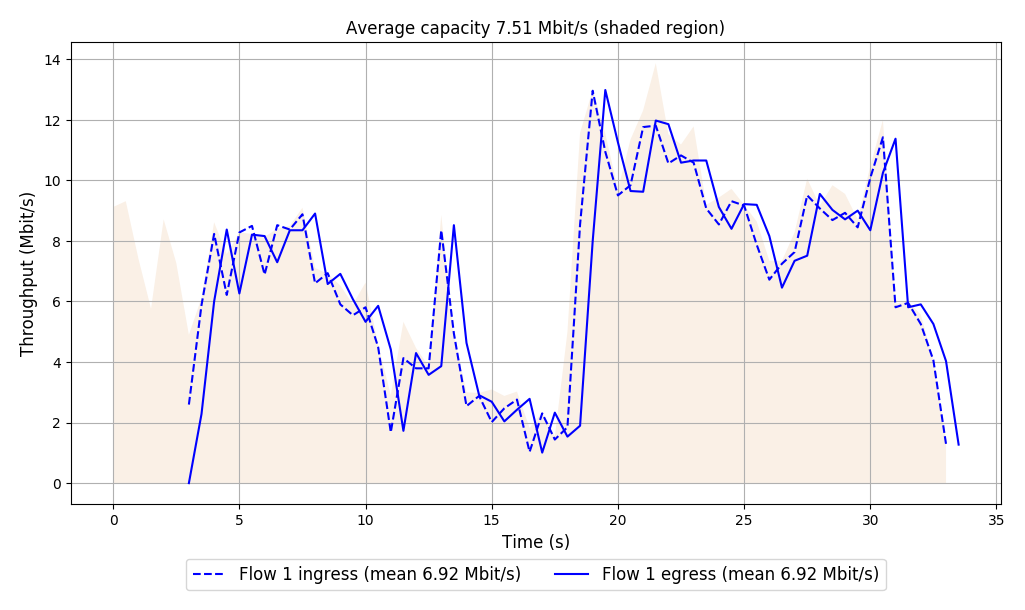 Average capacity 7.51 Mbit/s (shaded region)
Throughput (Mbit/s)
14
12
10
8
6
4
2
0
0 5 10 15 20 25 30 35
Time (s)
Flow 1 ingress (mean 6.92 Mbit/s) Flow 1 egress (mean 6.92 Mbit/s)